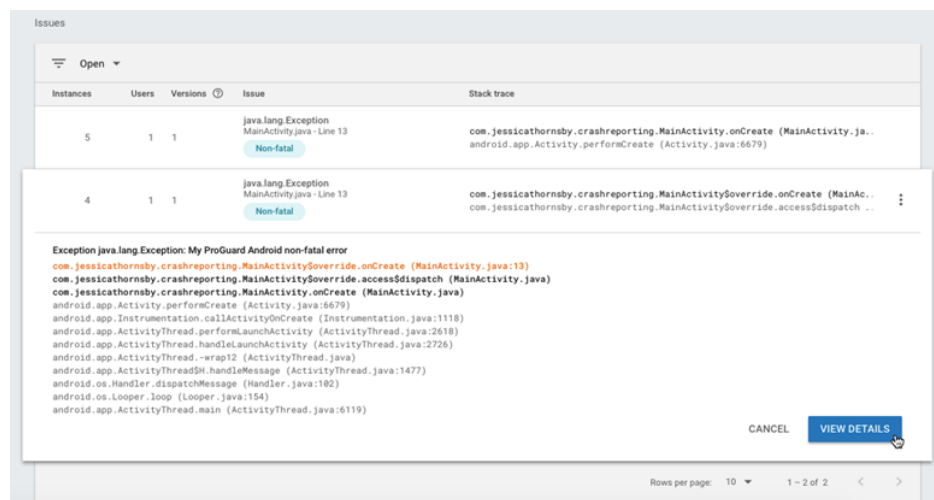 Issues
Open
Instances Users Versions Issue Stack trace
5 1 1 java.lang.Exception
MainActivity.java - Line 13
Non-fatal
com.jessicathornsby.crashreporting.MainActivity.onCreate (MainActivity.ja..
android.app.Activity.performCreate (Activity.java:6679)
4 1 1 java.lang.Exception
MainActivity.java - Line 13
Non-fatal
com.jessicathornsby.crashreporting.MainActivity$override.onCreate (MainAc..
com.jessicathornsby.crashreporting.MainActivity$override.access$dispatch ..
Exception java.lang.Exception: My ProGuard Android non-fatal error
com.jessicathornsby.crashreporting.MainActivity$override.onCreate (MainActivity.java:13)
com.jessicathornsby.crashreporting.MainActivity$override.access$dispatch (MainActivity.java)
com.jessicathornsby.crashreporting.MainActivity.onCreate (MainActivity.java)
android.app.Activity.performCreate (Activity.java:6679)
android.app.Instrumentation.callActivityOnCreate (Instrumentation.java:1118)
android.app.ActivityThread.performLaunchActivity (ActivityThread.java:2618)
android.app.ActivityThread.handleLaunchActivity (ActivityThread.java:2726)
android.app.ActivityThread.-wrap12 (ActivityThread.java)
android.app.ActivityThread$H.handleMessage (ActivityThread.java:1477)
android.os.Handler.dispatchMessage (Handler.java:102)
android.os.Looper.loop (Looper.java:154)
android.app.ActivityThread.main (ActivityThread.java:6119)
CANCEL VIEW DETAILS
Rows per page: 10 1 – 2 of 2